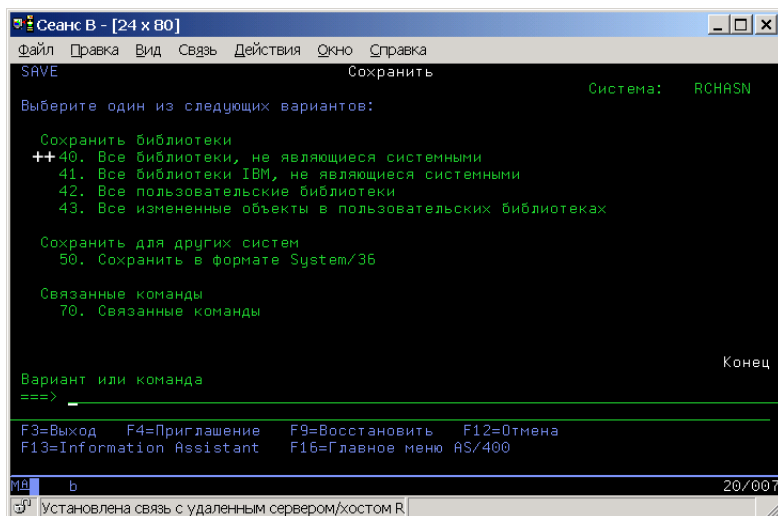 Сеанс B - [24 x 80]
Файл Правка Вид Связь Действия Окно Справка
SAVE Сохранить
Система: RCHASN
Выберите один из следующих вариантов:
Сохранить библиотеки
++40. Все библиотеки, не являющиеся системными
41. Все библиотеки IBM, не являющиеся системными
42. Все пользовательские библиотеки
43. Все измененные объекты в пользовательских библиотеках
Сохранить для других систем
50. Сохранить в формате System/36
Связанные команды
70. Связанные команды
Конец
Вариант или команда
===> _
F3=Выход F4=Приглашение F9=Восстановить F12=Отмена
F13=Information Assistant F16=Главное меню AS/400
MA b 20/007
Установлена связь с удаленным сервером/хостом R